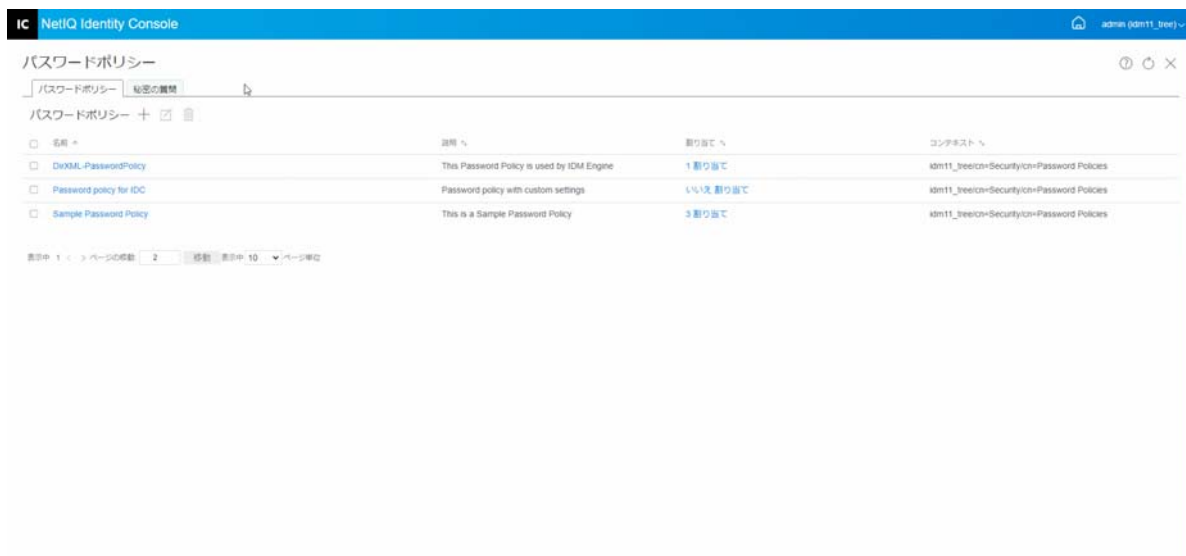 IC NetIQ Identity Console admin (idm11_tree)
パスワードポリシー
パスワードポリシー 秘密の質問
パスワードポリシー
名前 説明 割り当て コンテキスト
DirXML-PasswordPolicy This Password Policy is used by IDM Engine 1 割り当て idm11_tree/cn=Security/cn=Password Policies
Password policy for IDC Password policy with custom settings いいえ 割り当て idm11_tree/cn=Security/cn=Password Policies
Sample Password Policy This is a Sample Password Policy 3 割り当て idm11_tree/cn=Security/cn=Password Policies
表示中 1 < > ページの移動 2 移動 表示中 10 ページ単位